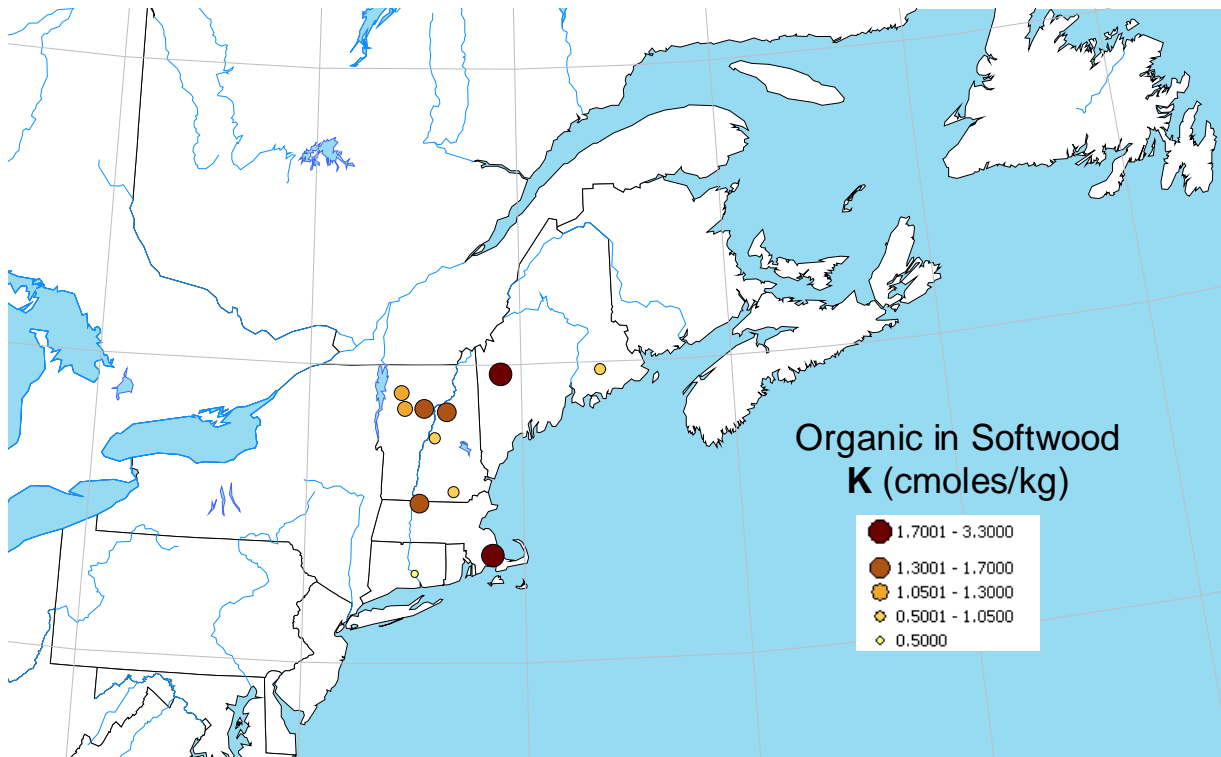 Organic in Softwood
K (cmoles/kg)
1.7001 - 3.3000
1.3001 - 1.7000
1.0501 - 1.3000
0.5001 - 1.0500
0.5000